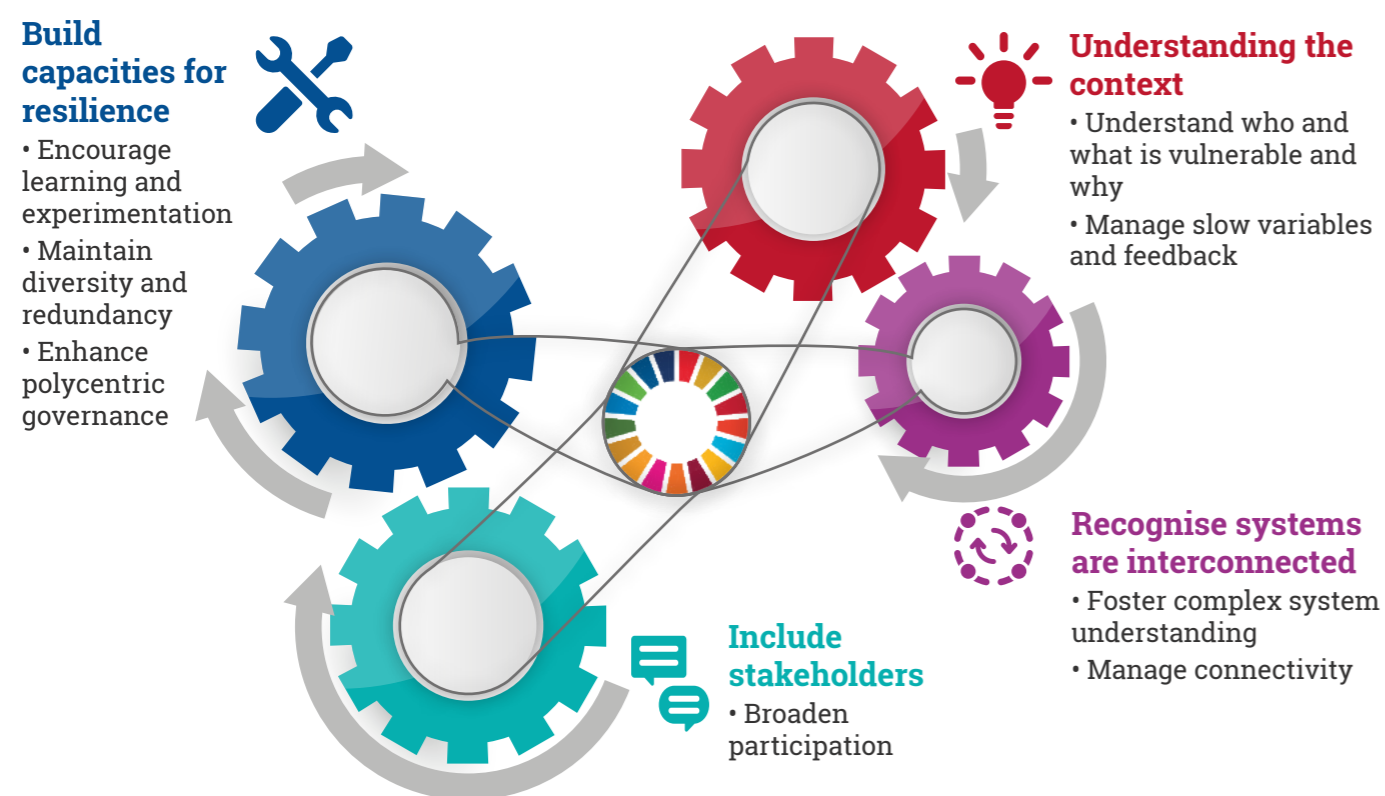 Build
capacities for
resilience
• Encourage
learning and
experimentation
• Maintain
diversity and
redundancy
• Enhance
polycentric
governance
Understanding the
context
• Understand who and
what is vulnerable and
why
• Manage slow variables
and feedback
Recognise systems
are interconnected
• Foster complex system
understanding
• Manage connectivity
Include
stakeholders
• Broaden
participation